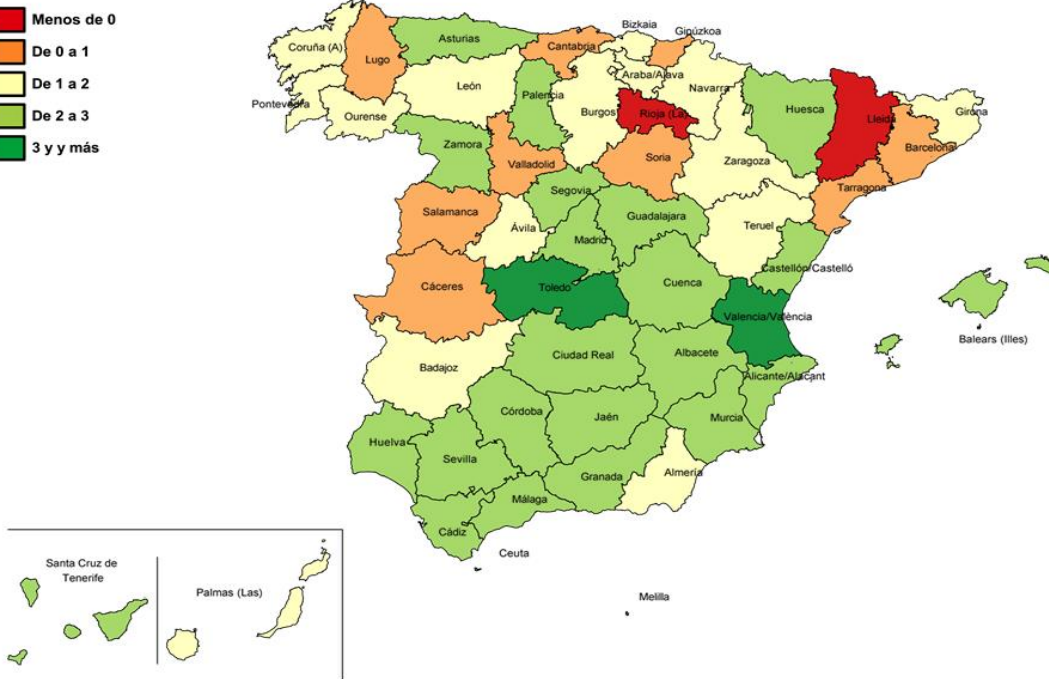 Menos de 0
De 0 a 1
De 1 a 2
De 2 a 3
3 y y más
Coruña (A)
Lugo
Asturias
Cantabria
Bizkaia
Gipúzkoa
Araba/Álava
Navarra
León
Palencia
Burgos
Rioja (La)
Huesca
Lleida
Girona
Barcelona
Pontevedra
Ourense
Zamora
Valladolid
Soria
Zaragoza
Tarragona
Salamanca
Segovia
Ávila
Guadalajara
Madrid
Teruel
Castellón/Castelló
Cáceres
Toledo
Cuenca
Valencia/València
Balears (Illes)
Badajoz
Ciudad Real
Albacete
Alicante/Alacant
Huelva
Córdoba
Jaén
Murcia
Sevilla
Granada
Almería
Málaga
Cádiz
Ceuta
Melilla
Santa Cruz de
Tenerife
Palmas (Las)